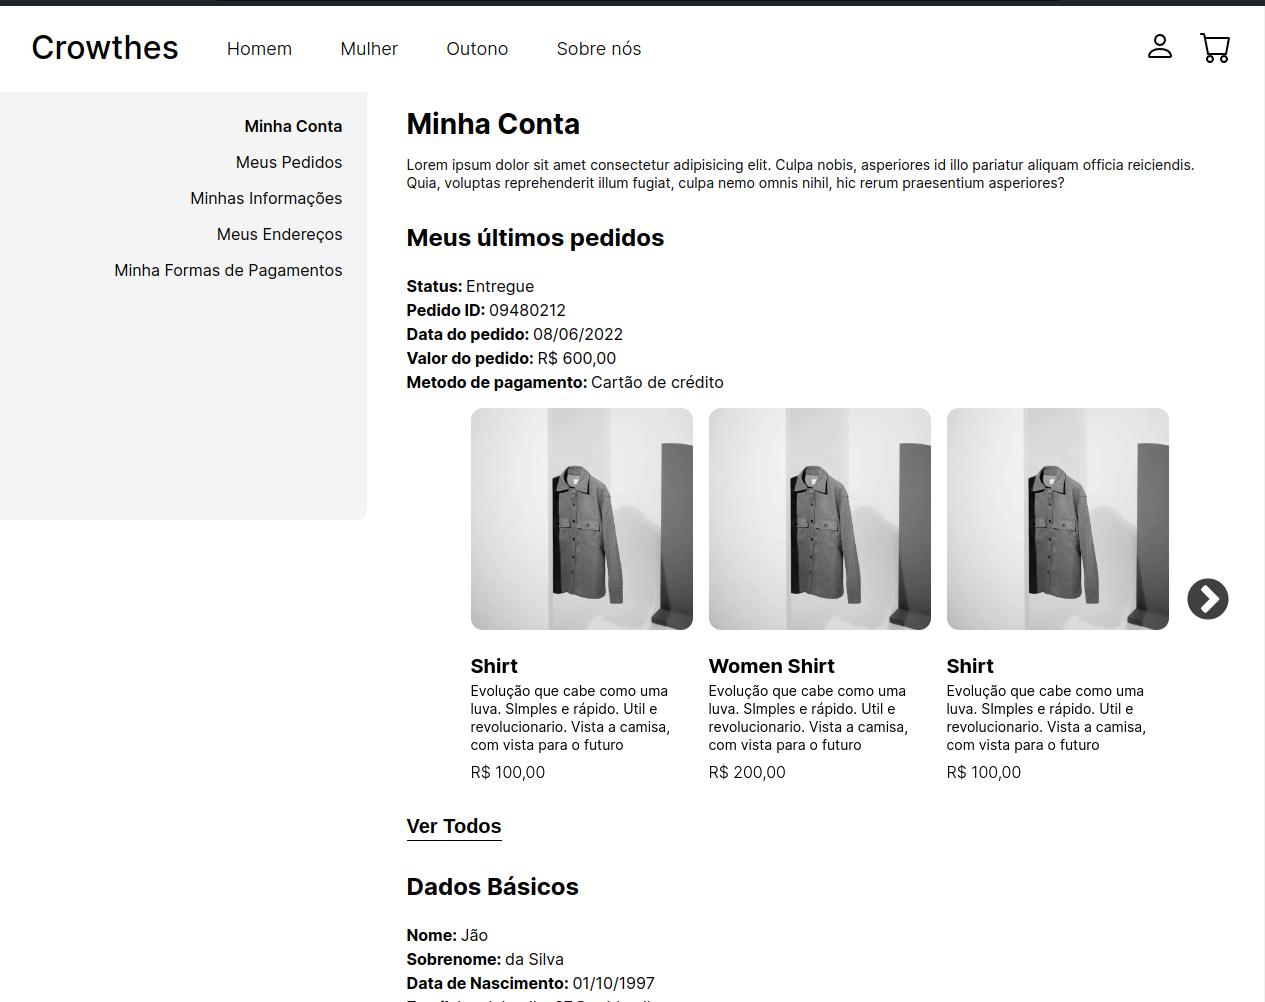 Crowthes
Homem
Mulher
Outono
Sobre nós
Minha Conta
Meus Pedidos
Minhas Informações
Meus Endereços
Minha Formas de Pagamentos
Minha Conta
Lorem ipsum dolor sit amet consectetur adipisicing elit. Culpa nobis, asperiores id illo pariatur aliquam officia reiciendis.
Quia, voluptas reprehenderit illum fugiat, culpa nemo omnis nihil, hic rerum praesentium asperiores?
Meus últimos pedidos
Status: Entregue
Pedido ID: 09480212
Data do pedido: 08/06/2022
Valor do pedido: R$ 600,00
Metodo de pagamento: Cartão de crédito
Shirt
Evolução que cabe como uma
luva. SImples e rápido. Util e
revolucionario. Vista a camisa,
com vista para o futuro
R$ 100,00
Women Shirt
Evolução que cabe como uma
luva. SImples e rápido. Util e
revolucionario. Vista a camisa,
com vista para o futuro
R$ 200,00
Shirt
Evolução que cabe como uma
luva. SImples e rápido. Util e
revolucionario. Vista a camisa,
com vista para o futuro
R$ 100,00
Ver Todos
Dados Básicos
Nome: Jão
Sobrenome: da Silva
Data de Nascimento: 01/10/1997